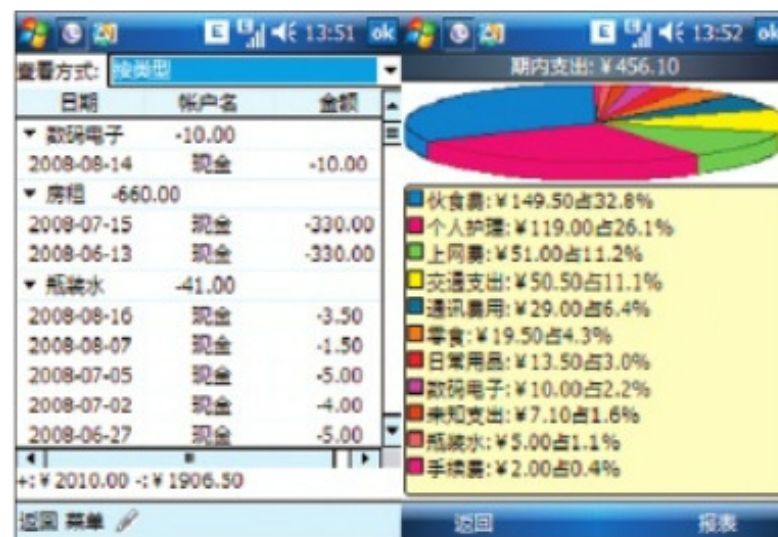 13:51 ok
查看方式: 按类型
日期 帐户名 金额
▼ 数码电子 -10.00
2008-08-14 现金 -10.00
▼ 房租 -660.00
2008-07-15 现金 -330.00
2008-06-13 现金 -330.00
▼ 瓶装水 -41.00
2008-08-16 现金 -3.50
2008-08-07 现金 -1.50
2008-07-05 现金 -5.00
2008-07-02 现金 -4.00
2008-06-27 现金 -5.00
+:¥2010.00 -:¥1906.50
返回 菜单
13:52 ok
期内支出:¥456.10
伙食费:¥149.50占32.8%
个人护理:¥119.00占26.1%
上网费:¥51.00占11.2%
交通支出:¥50.50占11.1%
通讯费用:¥29.00占6.4%
零食:¥19.50占4.3%
日常用品:¥13.50占3.0%
数码电子:¥10.00占2.2%
未知支出:¥7.10占1.6%
瓶装水:¥5.00占1.1%
手续费:¥2.00占0.4%
返回 报表